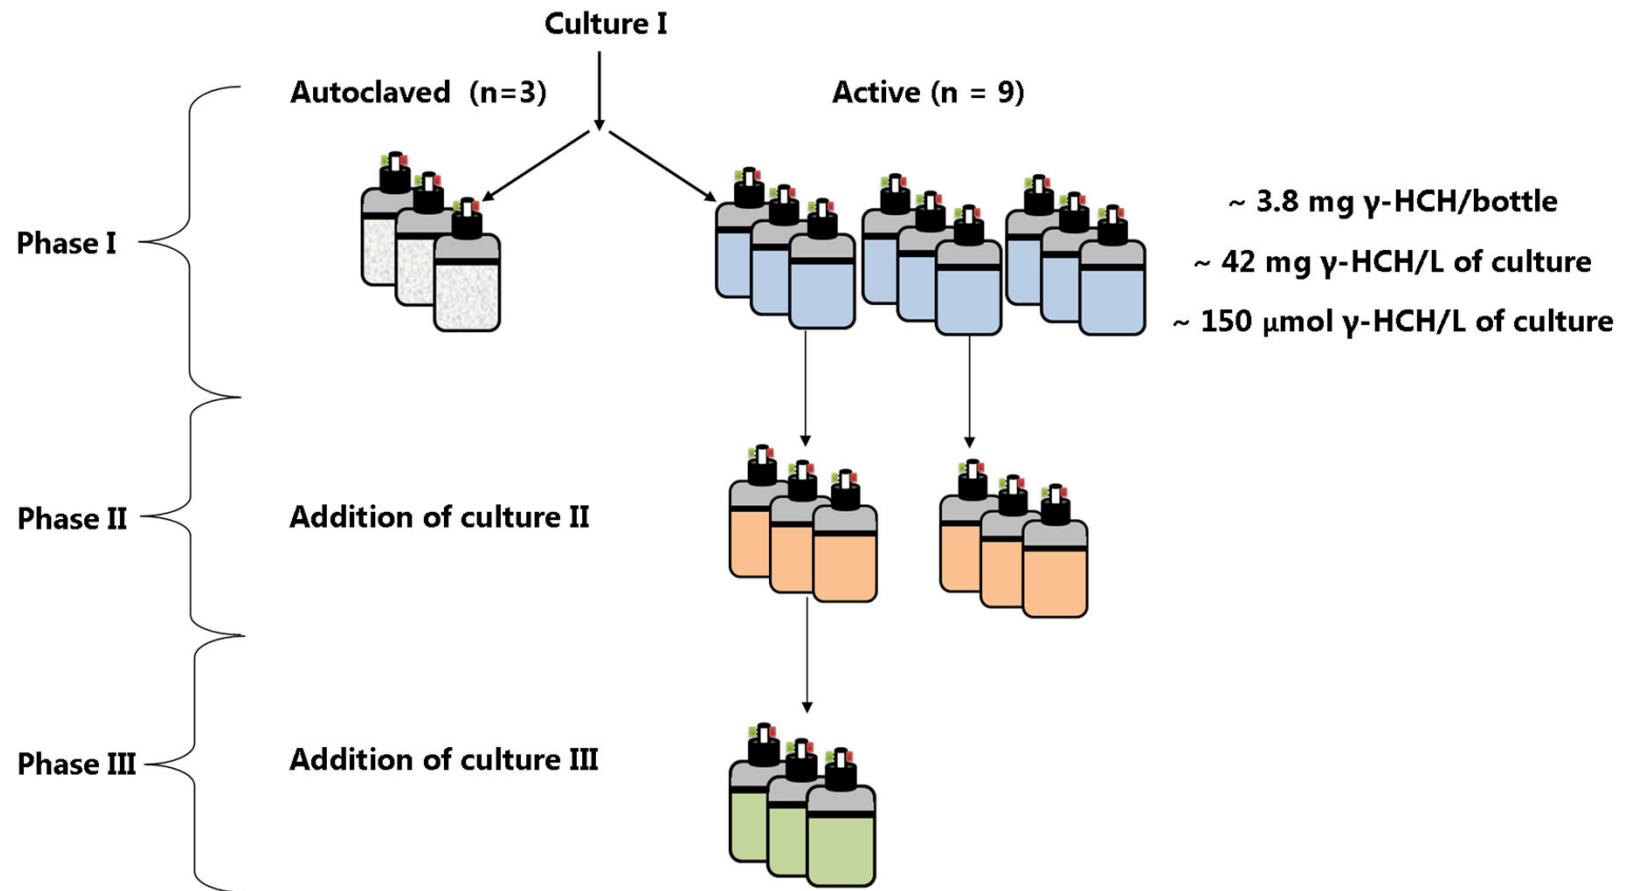 Culture I
Autoclaved (n=3)
Active (n = 9)
Phase I
~ 3.8 mg γ-HCH/bottle
~ 42 mg γ-HCH/L of culture
~ 150 μmol γ-HCH/L of culture
Phase II
Addition of culture II
Phase III
Addition of culture III